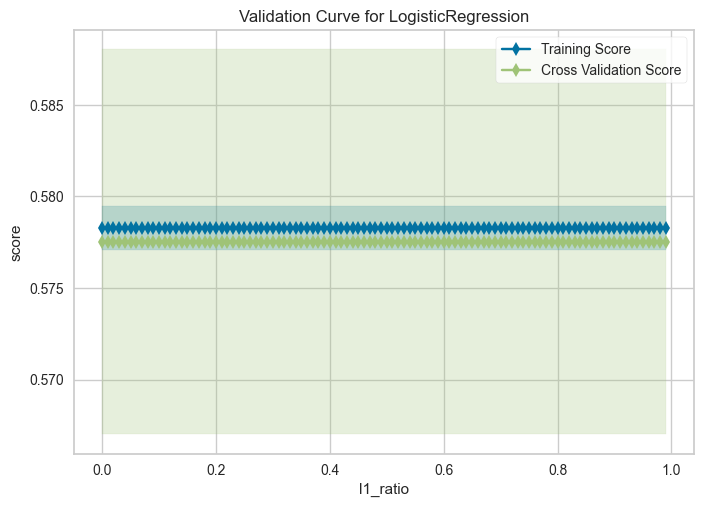 Validation Curve for LogisticRegression
Training Score
Cross Validation Score
0.585
0.580
0.575
0.570
score
0.0 0.2 0.4 0.6 0.8 1.0
l1_ratio